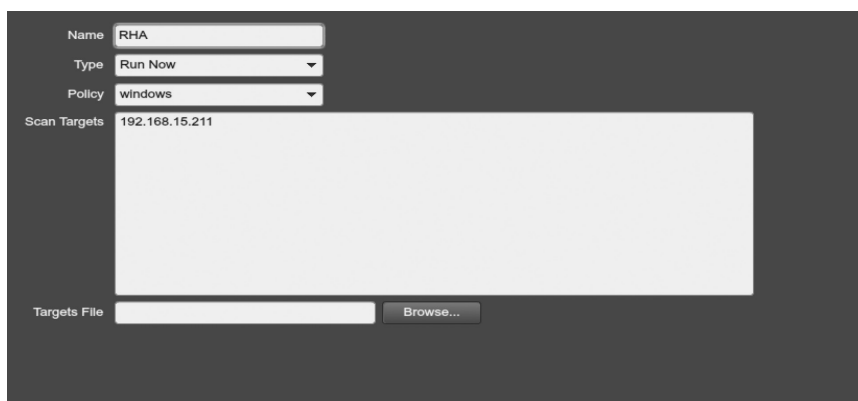 Name RHA
Type Run Now
Policy windows
Scan Targets 192.168.15.211
Targets File Browse...